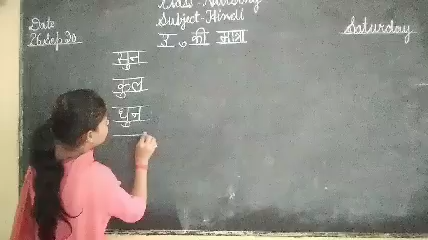 Class - Nursery
Subject-Hindi
Date
26 Sep 20
Saturday
उ ु की मात्रा
सुन
कुल
धुन